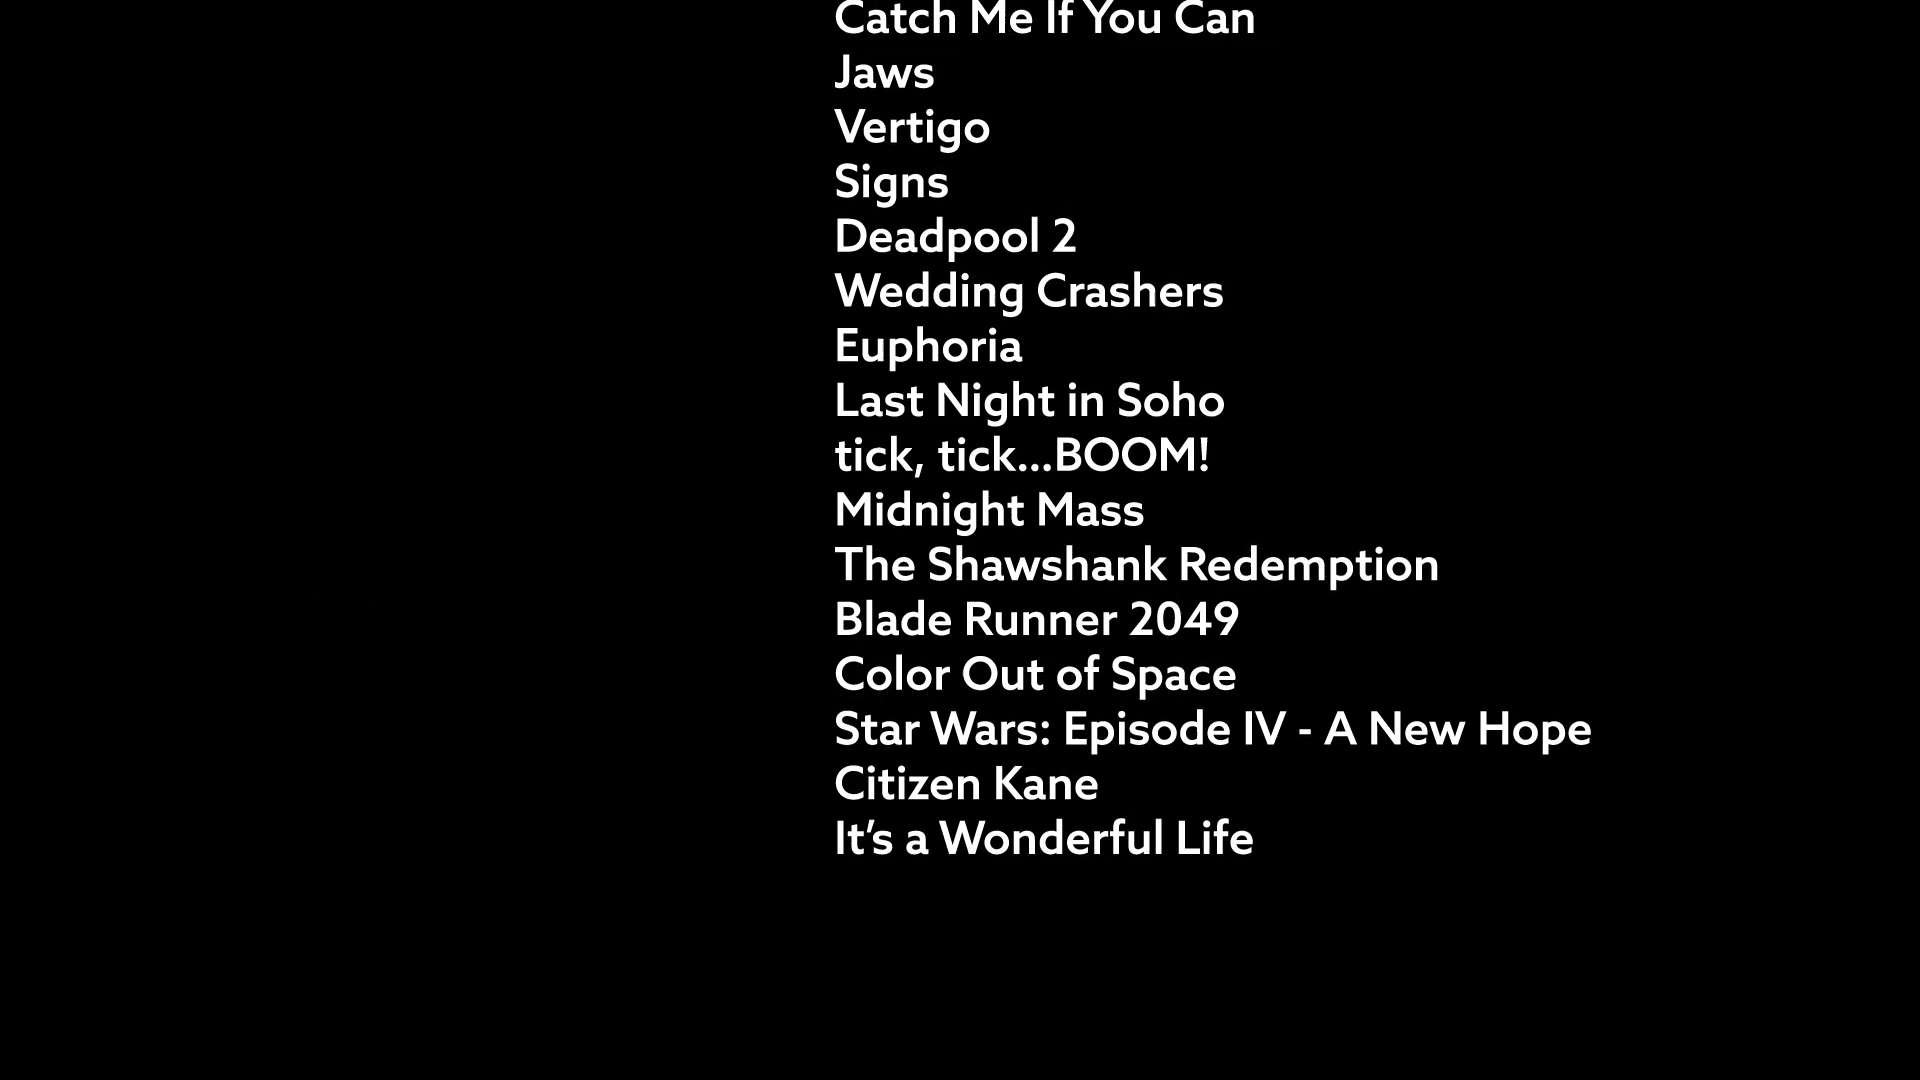 Catch Me If You Can
Jaws
Vertigo
Signs
Deadpool 2
Wedding Crashers
Euphoria
Last Night in Soho
tick, tick...BOOM!
Midnight Mass
The Shawshank Redemption
Blade Runner 2049
Color Out of Space
Star Wars: Episode IV - A New Hope
Citizen Kane
It’s a Wonderful Life